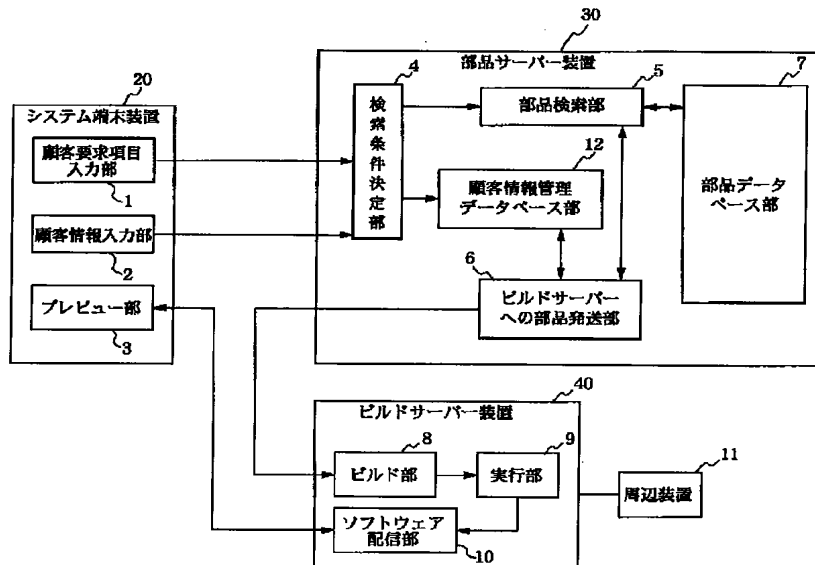 20
システム端末装置
顧客要求項目
入力部
1
顧客情報入力部
2
プレビュー部
3
30
部品サーバー装置
4
検索条件決定部
5
部品検索部
12
顧客情報管理
データベース部
6
ビルドサーバー
への部品発送部
7
部品データ
ベース部
40
ビルドサーバー装置
8
ビルド部
9
実行部
ソフトウェア
配信部
10
11
周辺装置